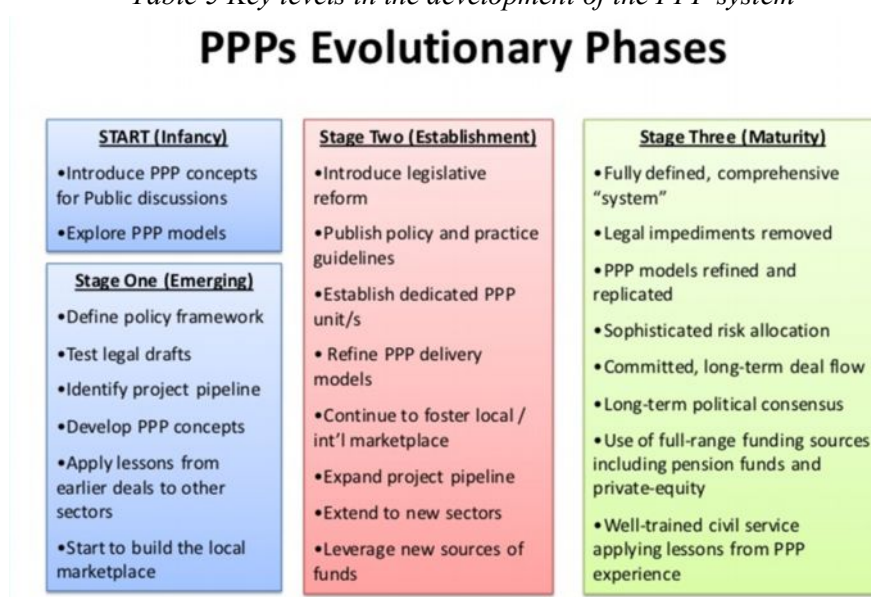 Table 3 Key levels in the development of the PPP system
PPPs Evolutionary Phases
START (Infancy)
•Introduce PPP concepts
for Public discussions
•Explore PPP models
Stage One (Emerging)
•Define policy framework
•Test legal drafts
•Identify project pipeline
•Develop PPP concepts
•Apply lessons from
earlier deals to other
sectors
•Start to build the local
marketplace
Stage Two (Establishment)
•Introduce legislative
reform
•Publish policy and practice
guidelines
•Establish dedicated PPP
unit/s
• Refine PPP delivery
models
•Continue to foster local /
int'l marketplace
•Expand project pipeline
•Extend to new sectors
•Leverage new sources of
funds
Stage Three (Maturity)
•Fully defined, comprehensive
“system”
•Legal impediments removed
•PPP models refined and
replicated
•Sophisticated risk allocation
•Committed, long-term deal flow
•Long-term political consensus
•Use of full-range funding sources
including pension funds and
private-equity
•Well-trained civil service
applying lessons from PPP
experience